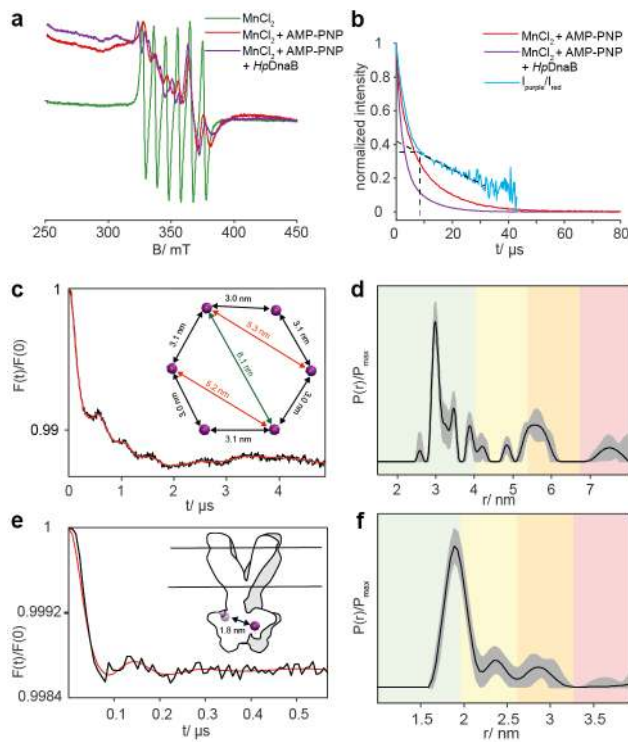 a
MnCl2
MnCl2 + AMP-PNP
MnCl2 + AMP-PNP
+ HpDnaB
250 300 350 400 450
B/ mT
b
MnCl2 + AMP-PNP
MnCl2 + AMP-PNP
+ HpDnaB
Ipurple/Ired
normalized intensity
1
0.8
0.6
0.4
0.2
0
0 20 40 60 80
t/ μs
c
F(t)/F(0)
1
0.99
0 1 2 3 4
t/ μs
3.0 nm
3.1 nm
3.1 nm
5.3 nm
6.1 nm
5.2 nm
3.0 nm
3.0 nm
3.1 nm
d
P(r)/Pmax
2 3 4 5 6 7
r/ nm
e
F(t)/F(0)
1
0.9992
0.9984
0.1 0.2 0.3 0.4 0.5
t/ μs
1.8 nm
f
P(r)/Pmax
1.5 2 2.5 3 3.5
r/ nm